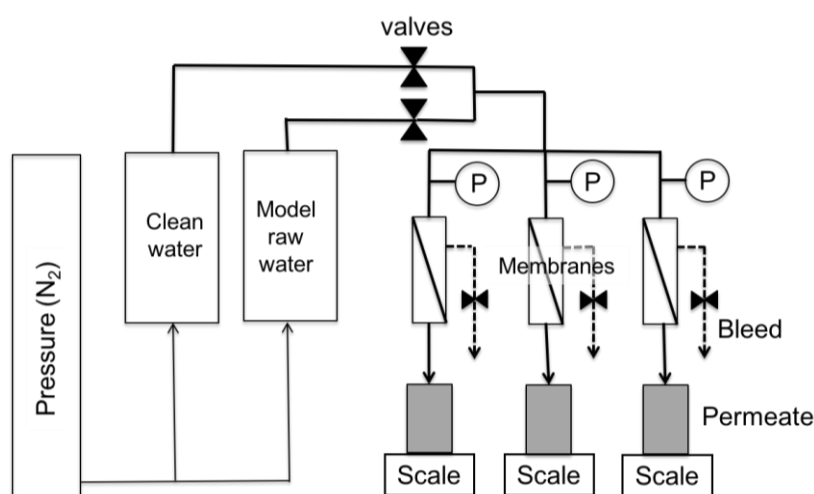 valves
Clean
water
Model
raw
water
Pressure (N₂)
P
P
P
Membranes
Bleed
Permeate
Scale
Scale
Scale